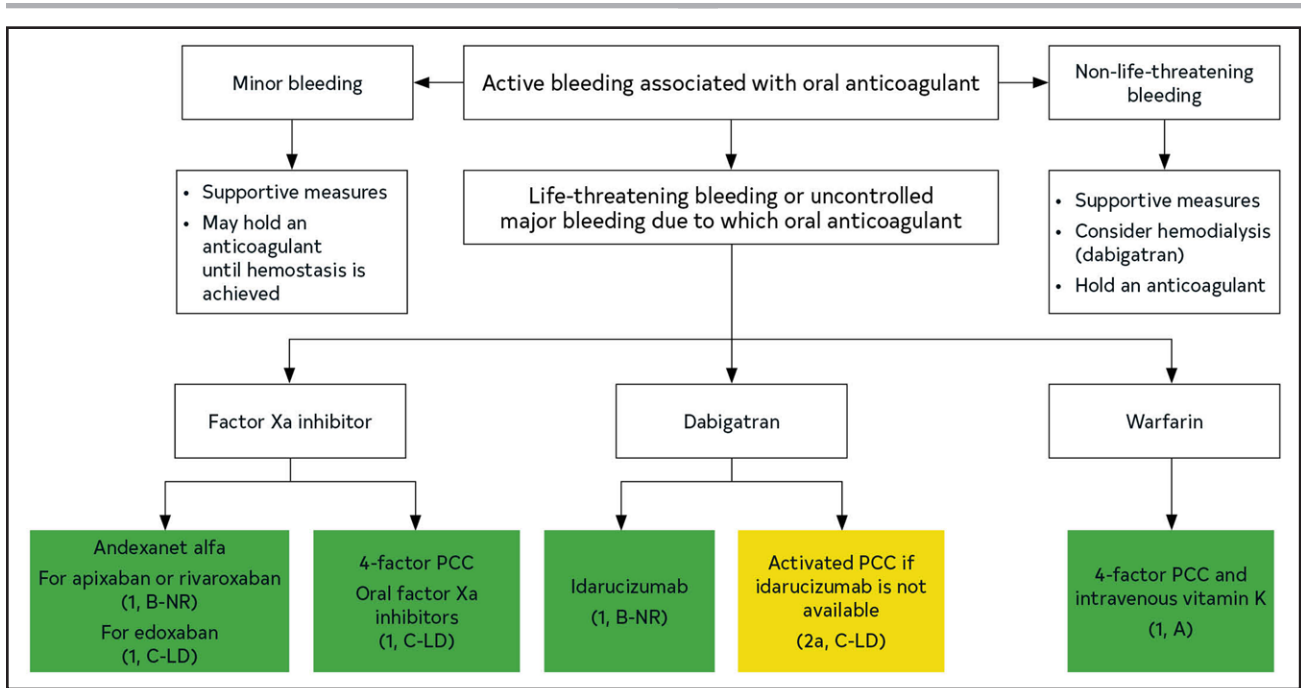 Minor bleeding
Active bleeding associated with oral anticoagulant
Non-life-threatening
bleeding
• Supportive measures
• May hold an
anticoagulant
until hemostasis is
achieved
Life-threatening bleeding or uncontrolled
major bleeding due to which oral anticoagulant
• Supportive measures
• Consider hemodialysis
(dabigatran)
• Hold an anticoagulant
Factor Xa inhibitor
Dabigatran
Warfarin
Andexanet alfa
For apixaban or rivaroxaban
(1, B-NR)
For edoxaban
(1, C-LD)
4-factor PCC
Oral factor Xa
inhibitors
(1, C-LD)
Idarucizumab
(1, B-NR)
Activated PCC if
idarucizumab is not
available
(2a, C-LD)
4-factor PCC and
intravenous vitamin K
(1, A)